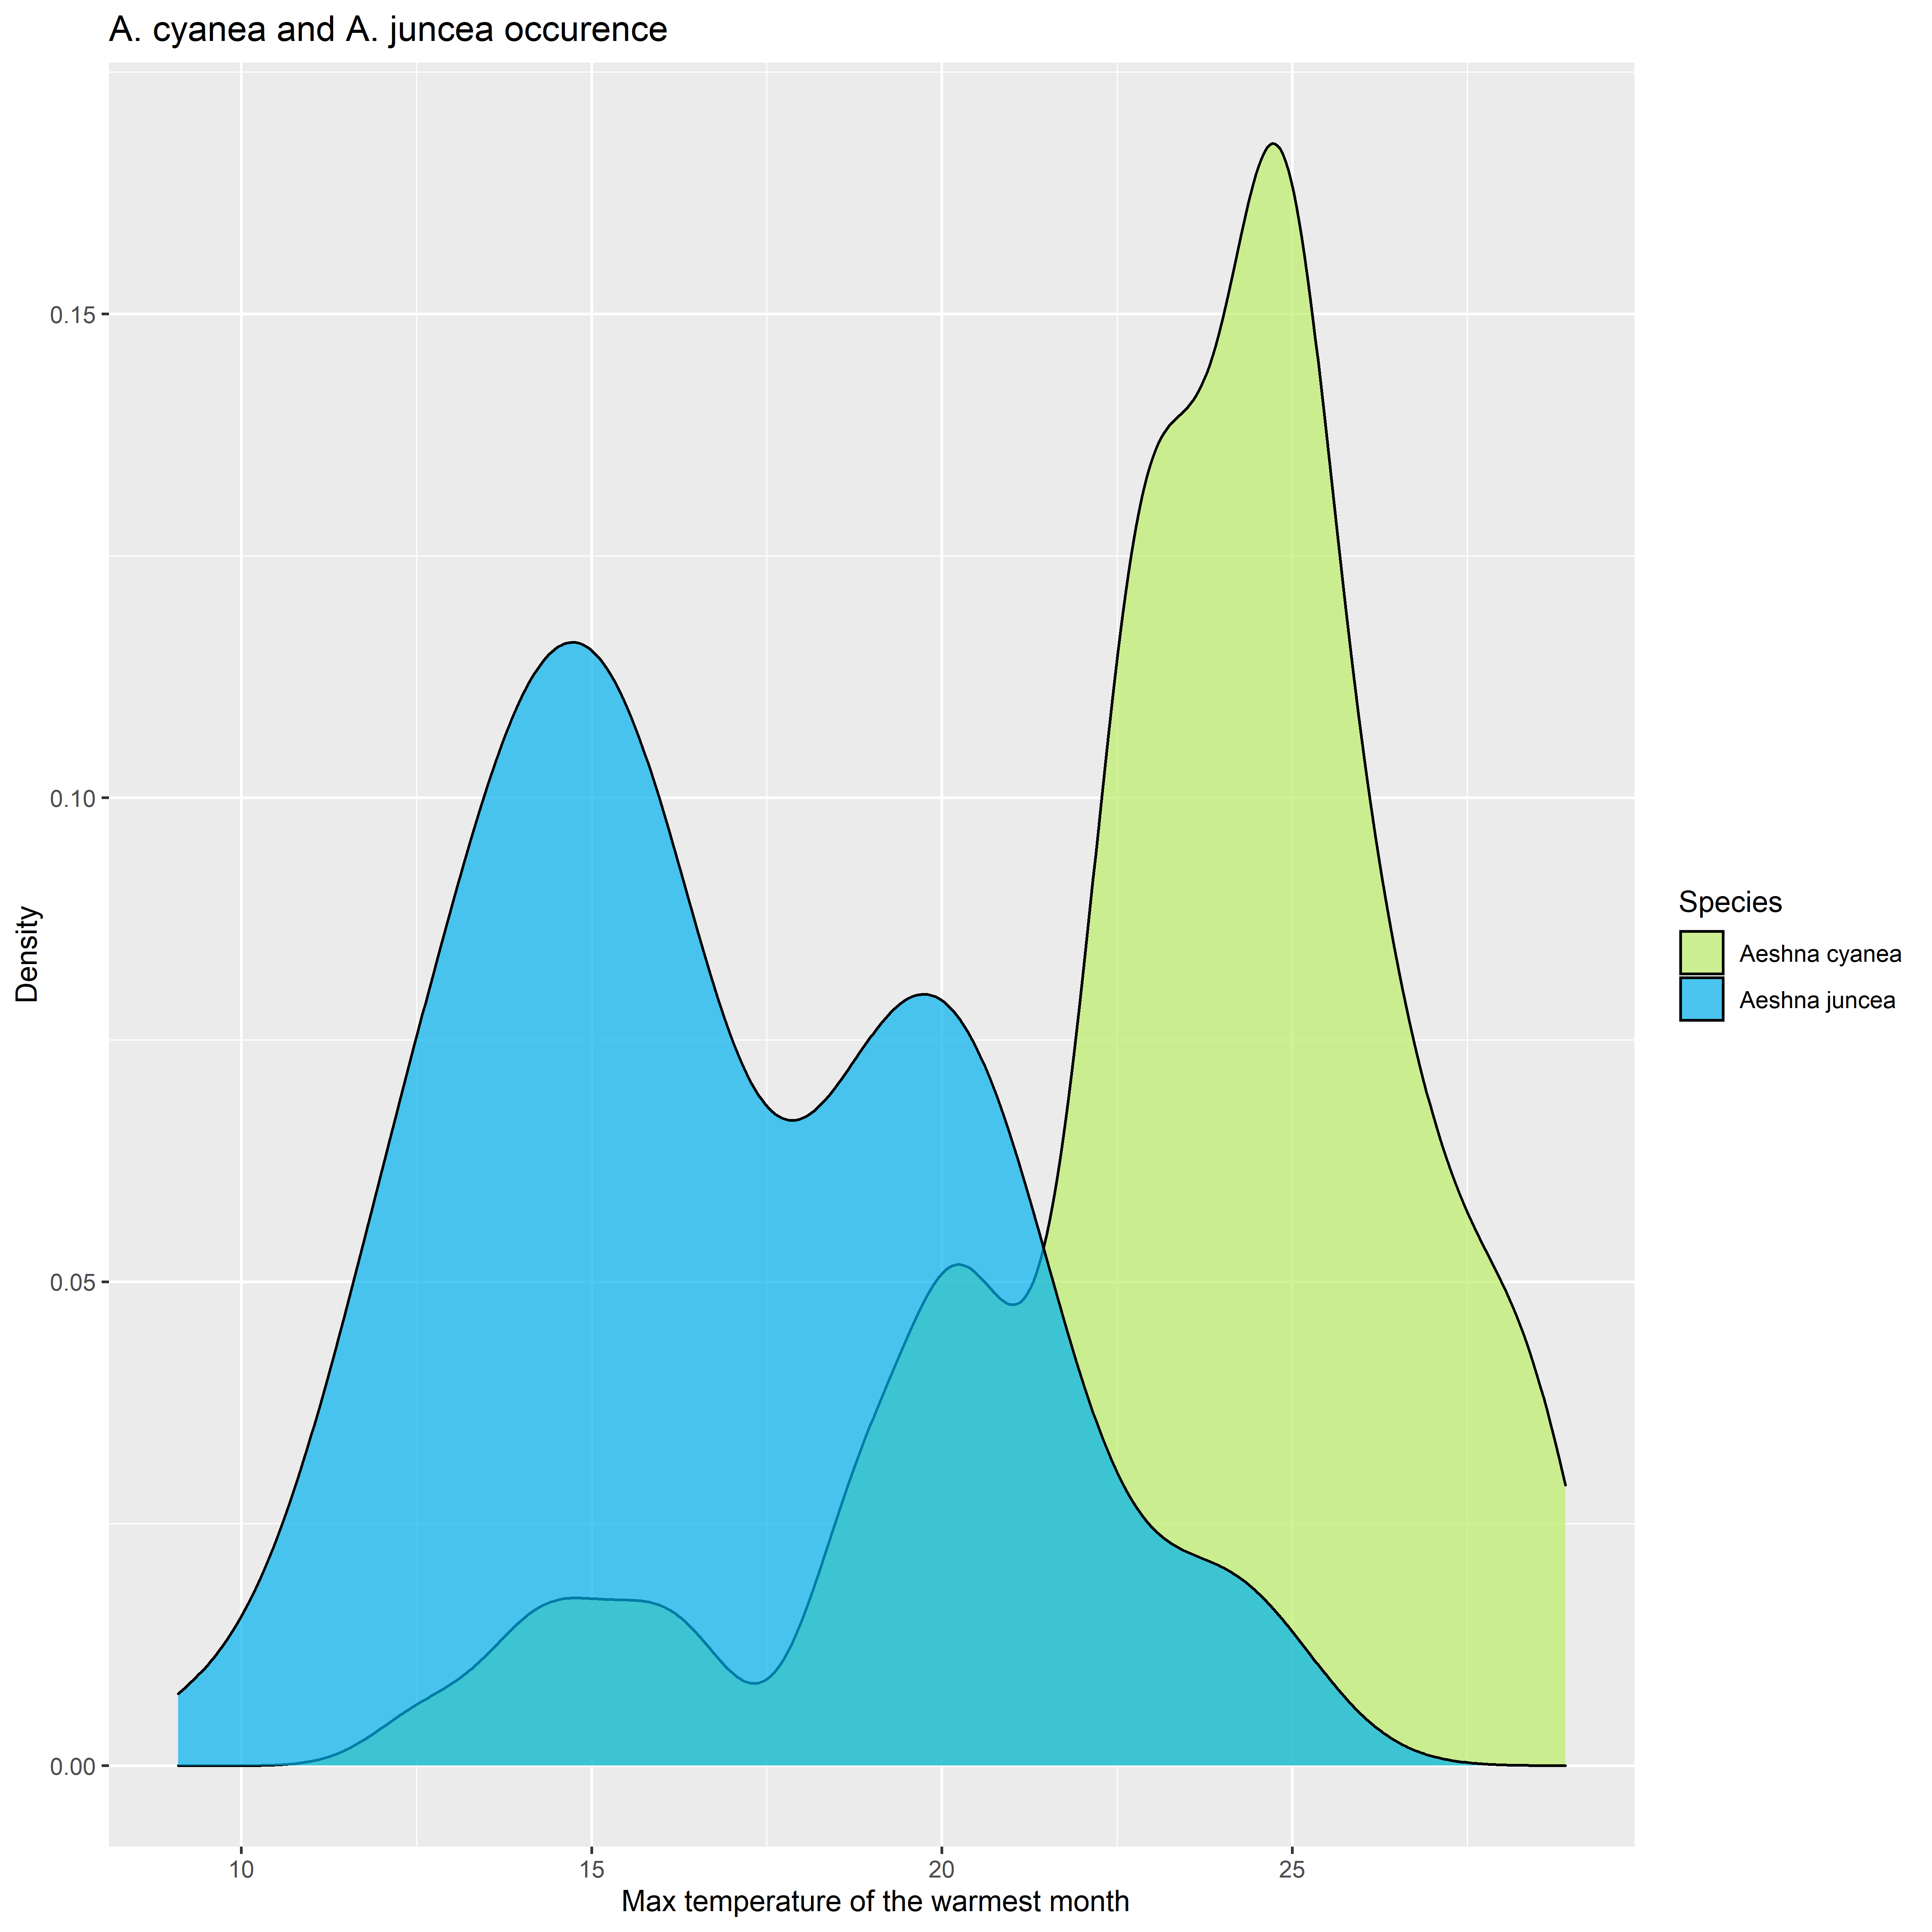 A. cyanea and A. juncea occurence
0.15
0.10
0.05
0.00
Density
10 15 20 25
Max temperature of the warmest month
Species
Aeshna cyanea
Aeshna juncea